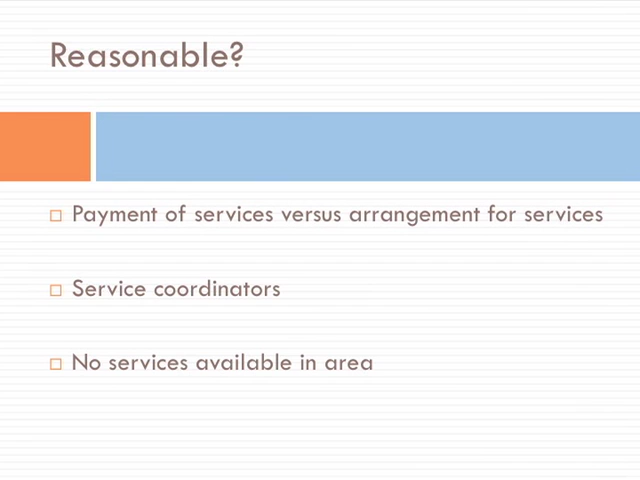 Reasonable?
Payment of services versus arrangement for services
Service coordinators
No services available in area